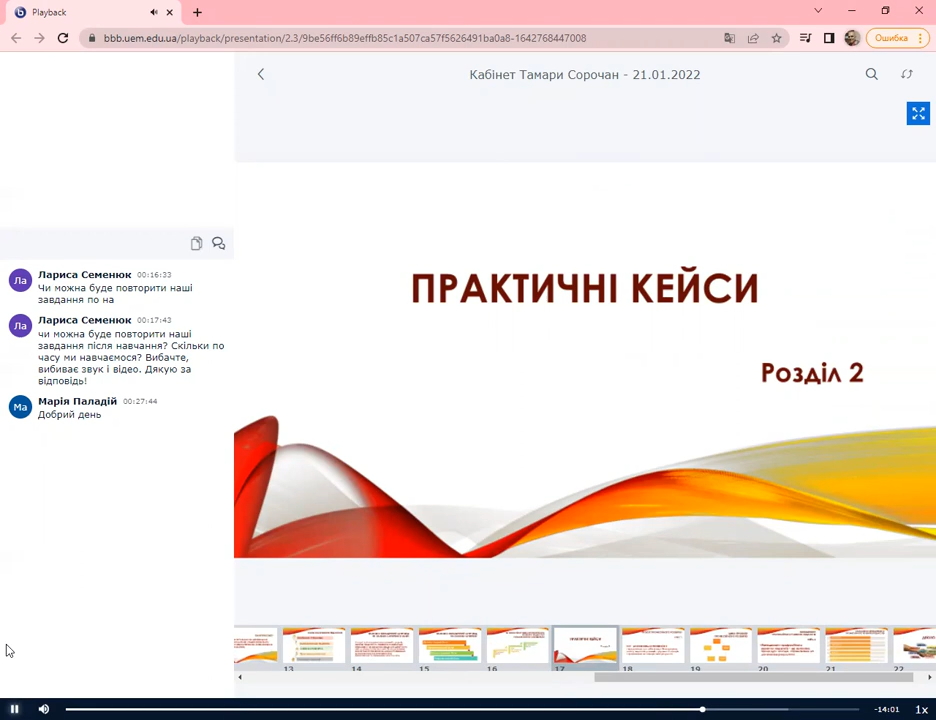 Playback
bbb.uem.edu.ua/playback/presentation/2.3/9be56ff6b89effb85c1a507ca57f5626491ba0a8-1642768447008
Ошибка
Кабінет Тамари Сорочан - 21.01.2022
Ла
Лариса Семенюк 00:16:33
Чи можна буде повторити наші
завдання по на
Ла
Лариса Семенюк 00:17:43
чи можна буде повторити наші
завдання після навчання? Скільки по
часу ми навчаємося? Вибачте,
вибиває звук і відео. Дякую за
відповідь!
Ma
Марія Паладій 00:27:44
Добрий день
ПРАКТИЧНІ КЕЙСИ
Розділ 2
13 14 15 16 17 18 19 20 21 22
-14:01 1x